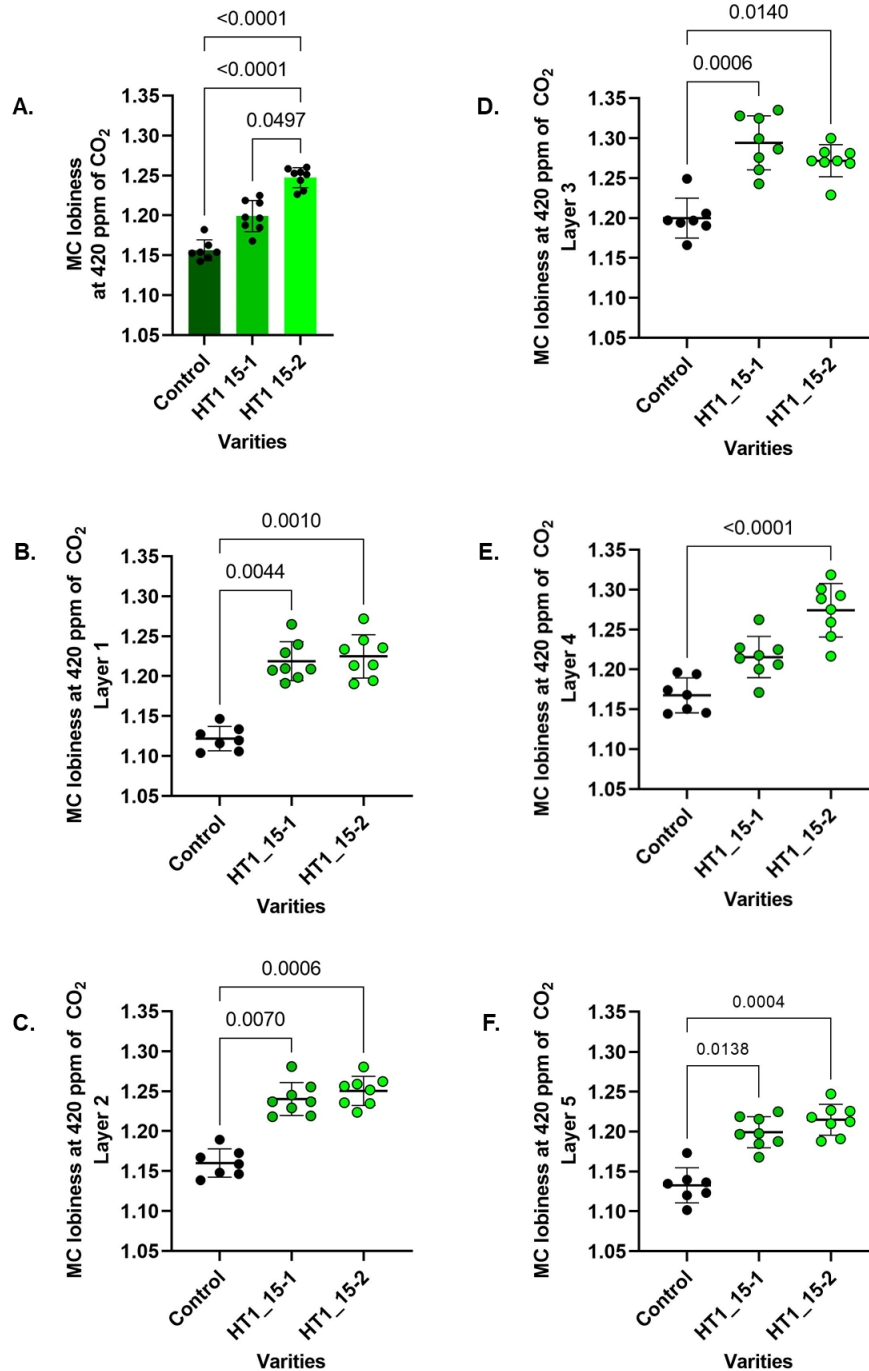 A.
<0.0001
<0.0001
0.0497
MC lobiness
at 420 ppm of CO2
1.35
1.30
1.25
1.20
1.15
1.10
1.05
Control
HT1 15-1
HT1 15-2
Varities
B.
0.0010
0.0044
MC lobiness at 420 ppm of CO2
Layer 1
1.35
1.30
1.25
1.20
1.15
1.10
1.05
Control
HT1_15-1
HT1_15-2
Varities
C.
0.0006
0.0070
MC lobiness at 420 ppm of CO2
Layer 2
1.35
1.30
1.25
1.20
1.15
1.10
1.05
Control
HT1_15-1
HT1_15-2
Varities
D.
0.0140
0.0006
MC lobiness at 420 ppm of CO2
Layer 3
1.35
1.30
1.25
1.20
1.15
1.10
1.05
Control
HT1_15-1
HT1_15-2
Varities
E.
<0.0001
MC lobiness at 420 ppm of CO2
Layer 4
1.35
1.30
1.25
1.20
1.15
1.10
1.05
Control
HT1_15-1
HT1_15-2
Varities
F.
0.0004
0.0138
MC lobiness at 420 ppm of CO2
Layer 5
1.35
1.30
1.25
1.20
1.15
1.10
1.05
Control
HT1_15-1
HT1_15-2
Varities